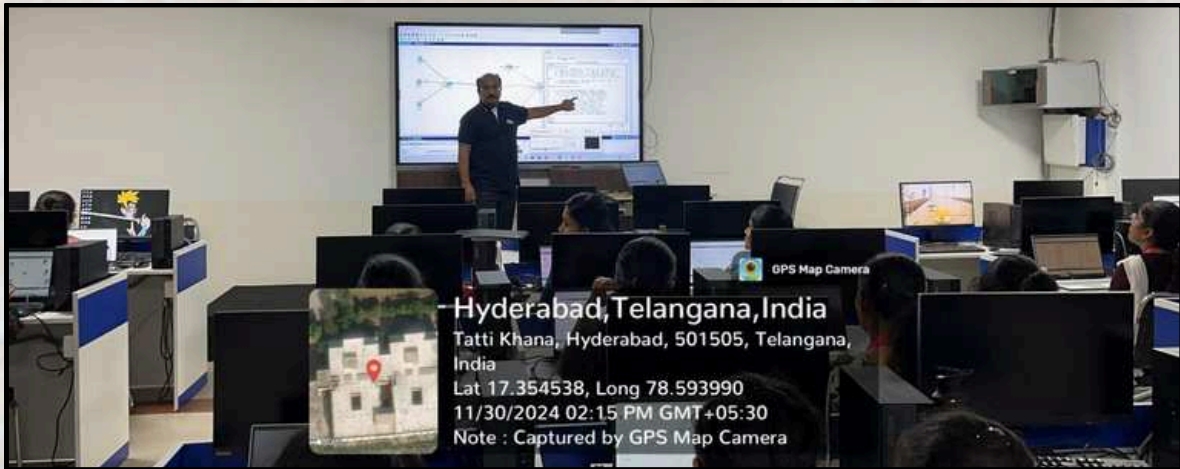 GPS Map Camera
Hyderabad,Telangana,India
Tatti Khana, Hyderabad, 501505, Telangana,
India
Lat 17.354538, Long 78.593990
11/30/2024 02:15 PM GMT+05:30
Note : Captured by GPS Map Camera